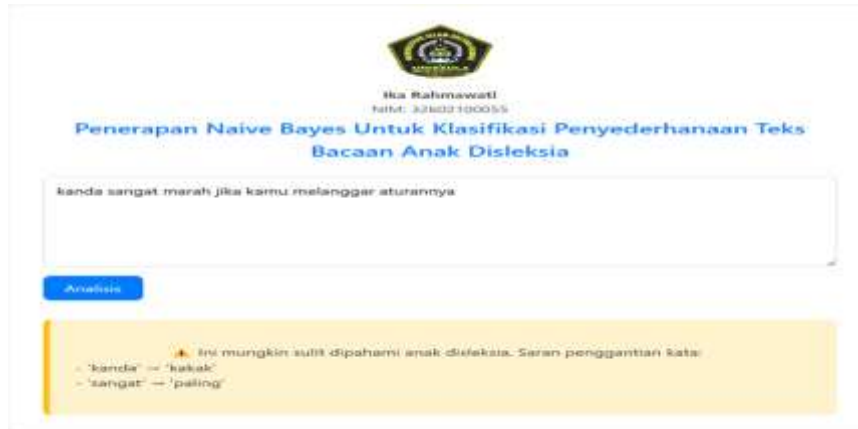 Ika Rahmawati
Penerapan Naive Bayes Untuk Klasifikasi Penyederhanaan Teks
Bacaan Anak Disleksia
kanda sangat marah jika kamu melanggar aturannya
Analisis
Ini mungkin sulit dipahami anak disleksia. Saran penggantian kata:
- 'kanda' → 'kakak'
- 'sangat' → 'paling'